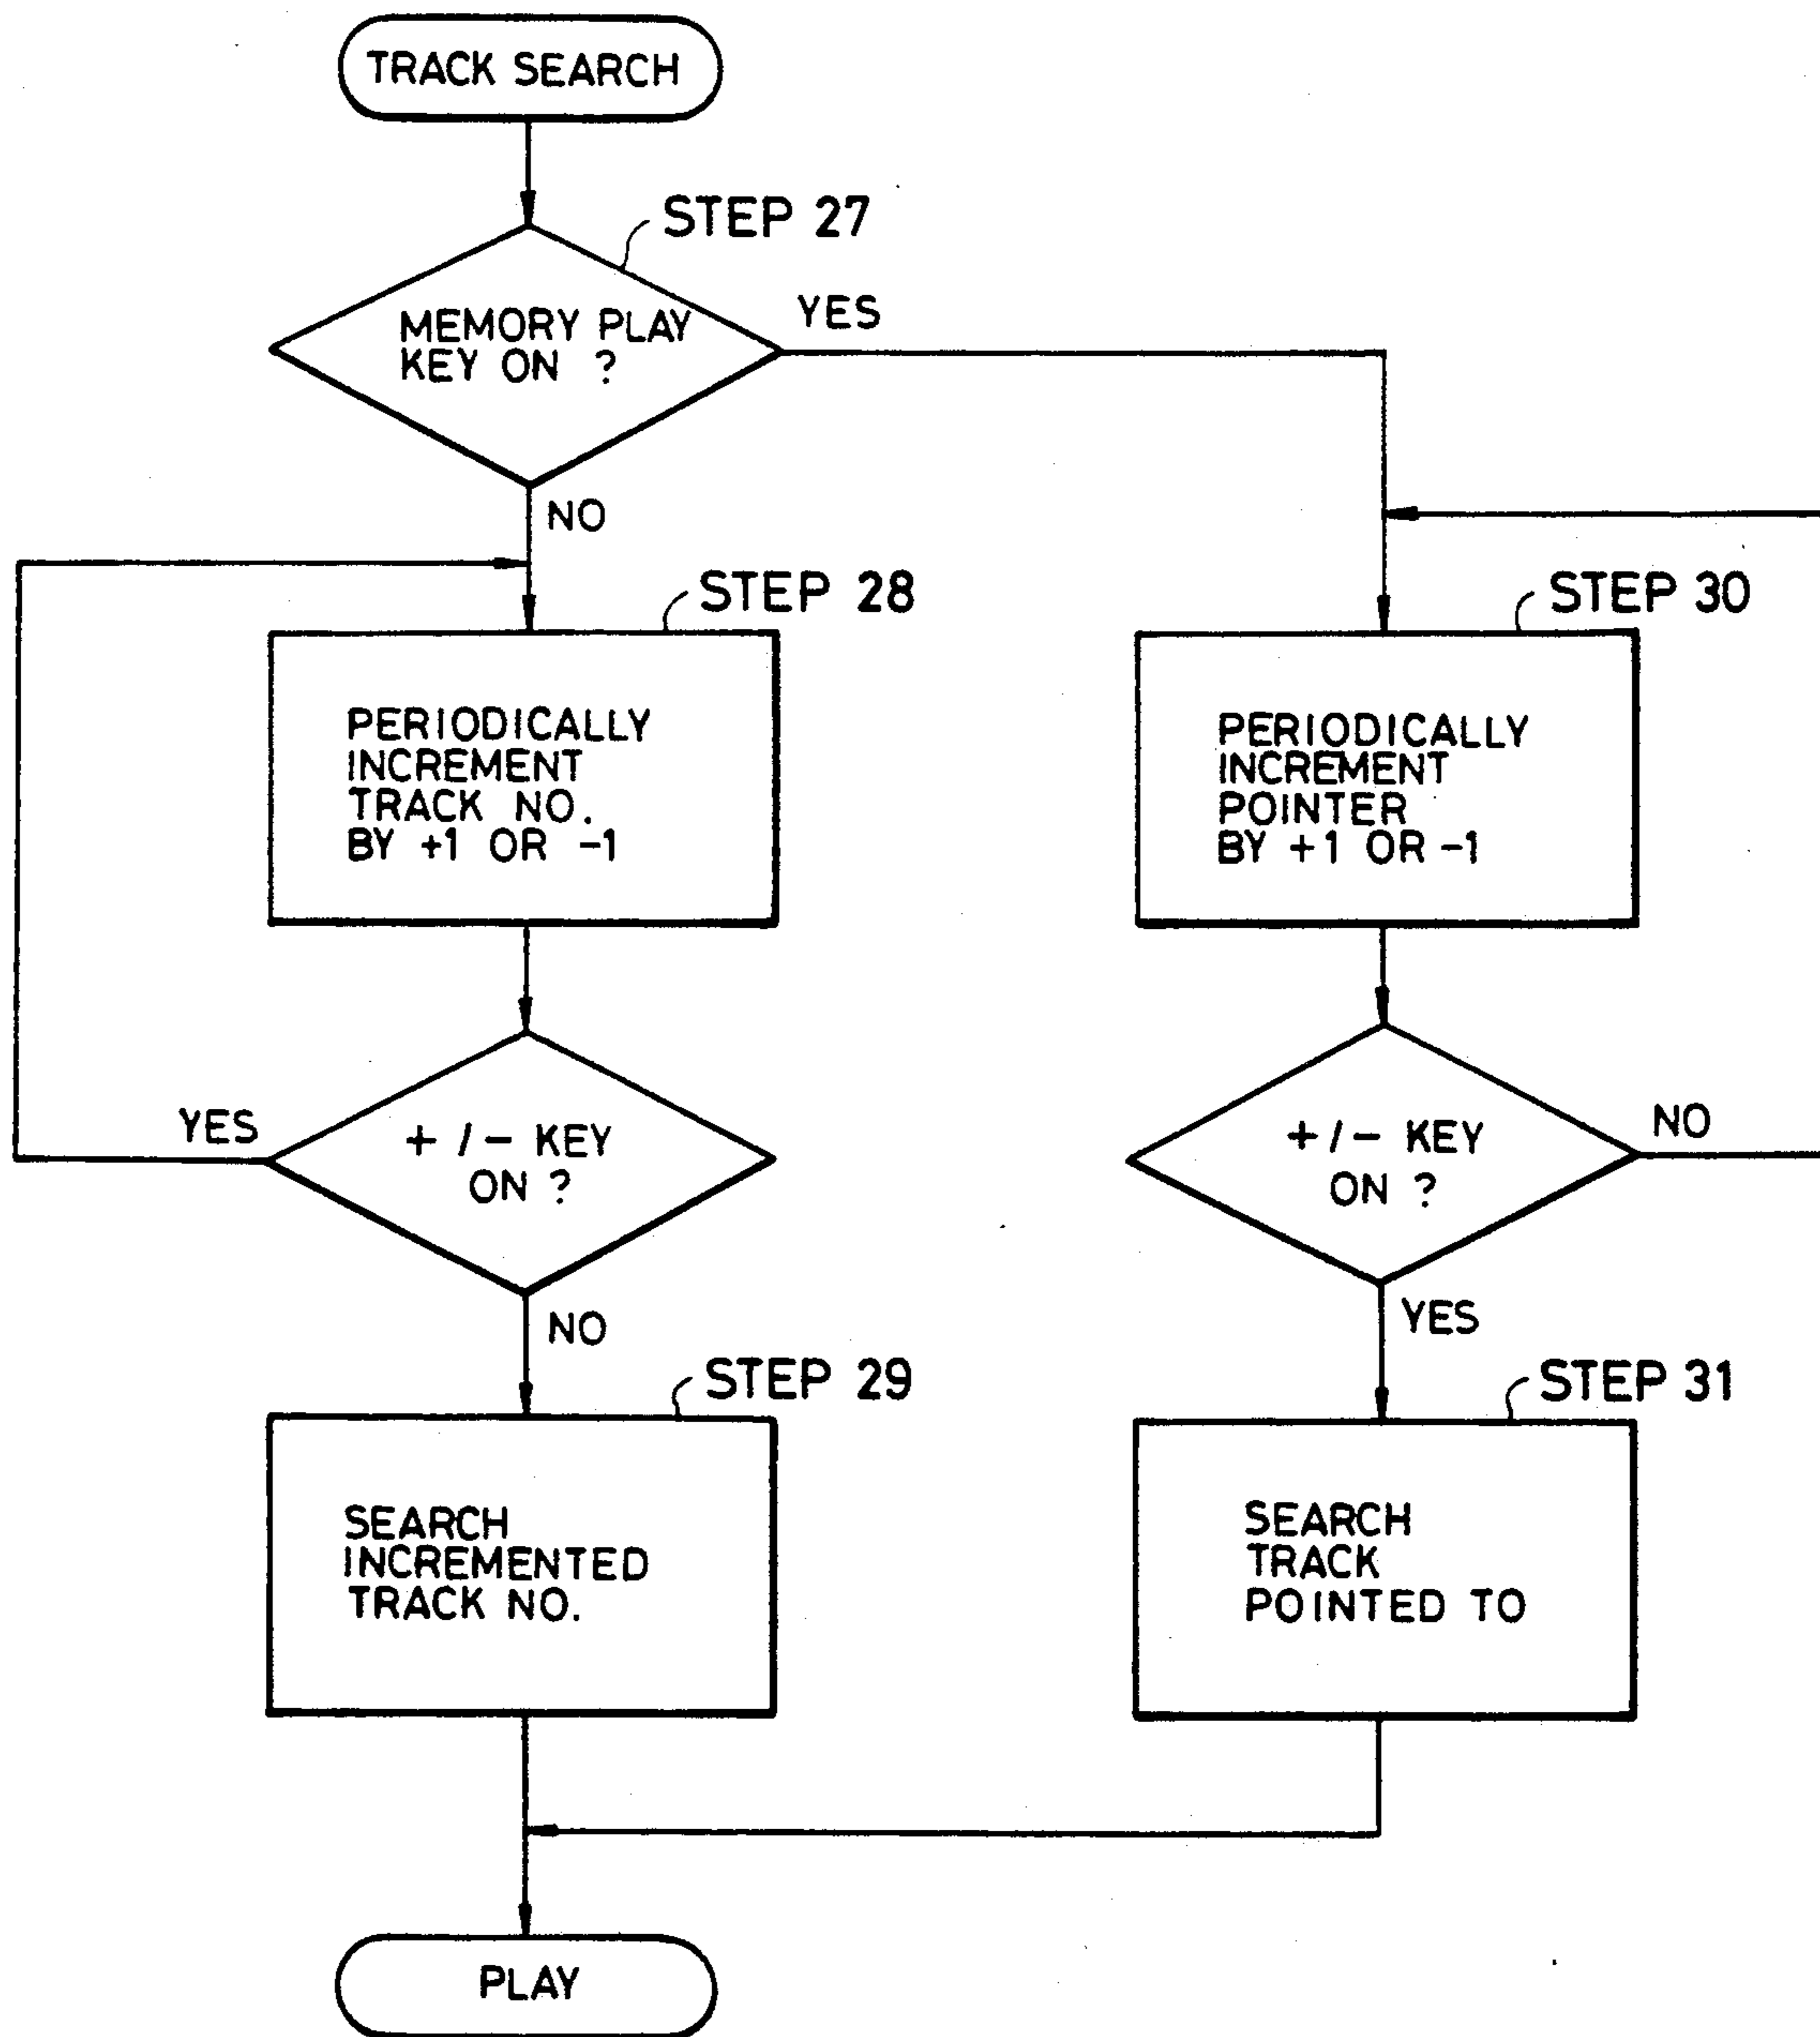 TRACK SEARCH
STEP 27
MEMORY PLAY
KEY ON ?
YES
NO
STEP 28
PERIODICALLY
INCREMENT
TRACK NO.
BY +1 OR -1
+ / - KEY
ON ?
YES
NO
STEP 29
SEARCH
INCREMENTED
TRACK NO.
STEP 30
PERIODICALLY
INCREMENT
POINTER
BY +1 OR -1
+ / - KEY
ON ?
NO
YES
STEP 31
SEARCH
TRACK
POINTED TO
PLAY